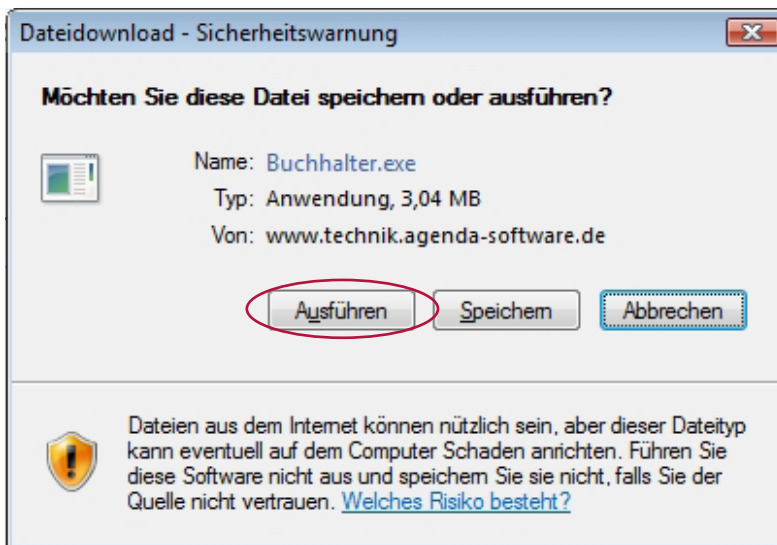 Dateidownload - Sicherheitswarnung
Möchten Sie diese Datei speichern oder ausführen?
Name: Buchhalter.exe
Typ: Anwendung, 3,04 MB
Von: www.technik.agenda-software.de
Ausführen Speichern Abbrechen
Dateien aus dem Internet können nützlich sein, aber dieser Dateityp
kann eventuell auf dem Computer Schaden anrichten. Führen Sie
diese Software nicht aus und speichern Sie sie nicht, falls Sie der
Quelle nicht vertrauen. Welches Risiko besteht?